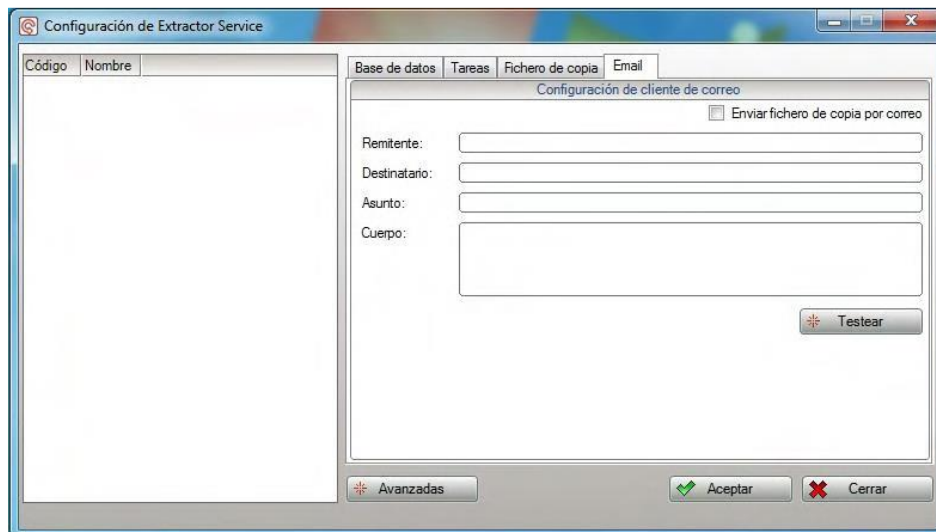 Configuración de Extractor Service
Código Nombre
Base de datos Tareas Fichero de copia Email
Configuración de cliente de correo
Enviar fichero de copia por correo
Remitente:
Destinatario:
Asunto:
Cuerpo:
Testear
Avanzadas Aceptar Cerrar